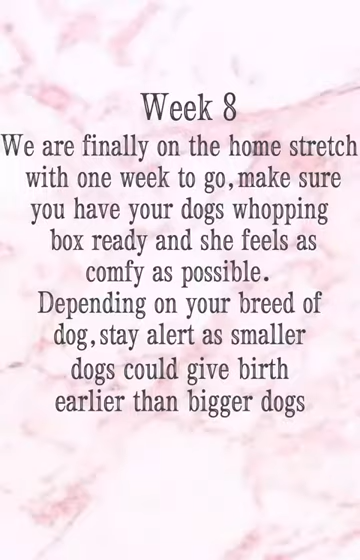 Week 8
We are finally on the home stretch
with one week to go,make sure
you have your dogs whopping
box ready and she feels as
comfy as possible.
Depending on your breed of
dog,stay alert as smaller
dogs could give birth
earlier than bigger dogs